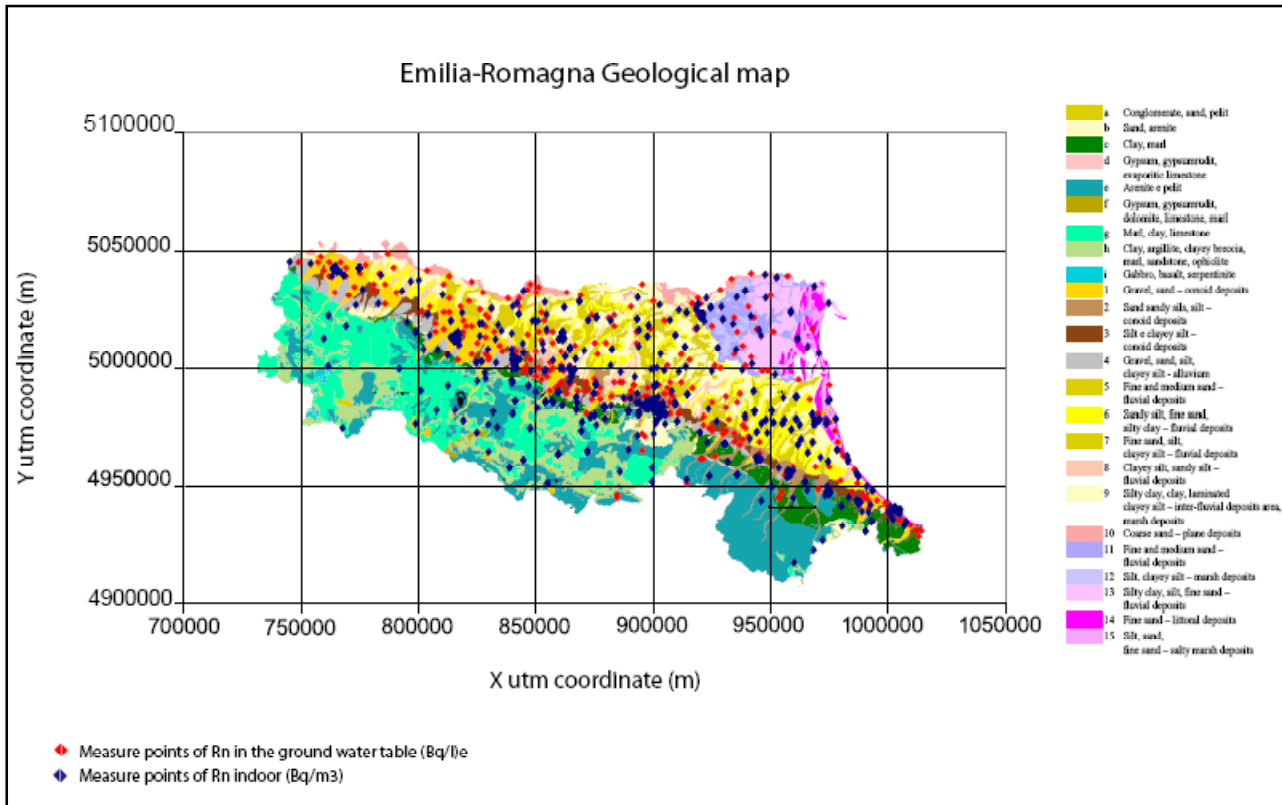 Emilia-Romagna Geological map
5100000
5050000
5000000
4950000
4900000
Y utm coordinate (m)
700000 750000 800000 850000 900000 950000 1000000 1050000
X utm coordinate (m)
Measure points of Rn in the ground water table (Bq/l)e
Measure points of Rn indoor (Bq/m3)
a Conglomerate, sand, pelit
b Sand, arenite
c Clay, marl
d Gypsum, gypsumrudit,
evaporitic limestone
e Arenite e pelit
f Gypsum, gypsumrudit,
dolomite, limestone, marl
g Marl, clay, limestone
h Clay, argillite, clayey breccia,
marl, sandstone, ophiolite
i Gabbro, basalt, serpentinite
1 Gravel, sand – conoid deposits
2 Sand sandy sils, silt –
conoid deposits
3 Silt e clayey silt –
conoid deposits
4 Gravel, sand, silt,
clayey silt - alluvium
5 Fine and medium sand –
fluvial deposits
6 Sandy silt, fine sand,
silty clay – fluvial deposits
7 Fine sand, silt,
clayey silt – fluvial deposits
8 Clayey silt, sandy silt –
fluvial deposits
9 Silty clay, clay, laminated
clayey silt – inter-fluvial deposits area,
marsh deposits
10 Coarse sand – plane deposits
11 Fine and medium sand –
fluvial deposits
12 Silt, clayey silt – marsh deposits
13 Silty clay, silt, fine sand –
fluvial deposits
14 Fine sand – littoral deposits
15 Silt, sand,
fine sand – salty marsh deposits